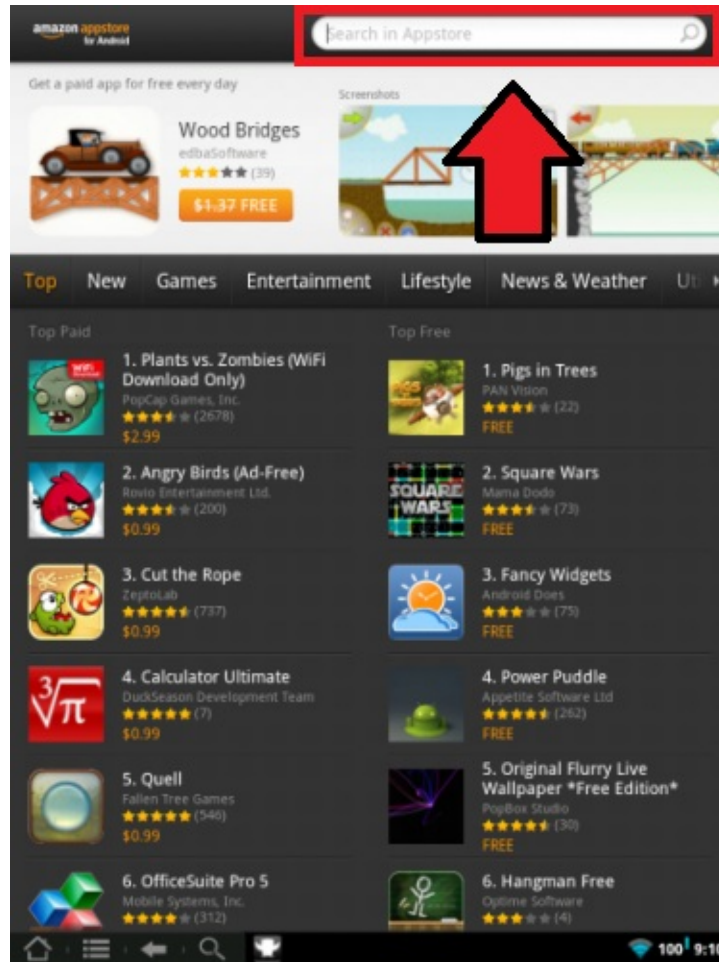 amazon appstore
for Android
Search in Appstore
Get a paid app for free every day
Screenshots
Wood Bridges
edbaSoftware
(39)
$1.37 FREE
Top New Games Entertainment Lifestyle News & Weather Uti
Top Paid
1. Plants vs. Zombies (WiFi
Download Only)
PopCap Games, Inc.
(2678)
$2.99
2. Angry Birds (Ad-Free)
Rovio Entertainment Ltd.
(200)
$0.99
3. Cut the Rope
ZeptoLab
(737)
$0.99
3√π
4. Calculator Ultimate
DuckSeason Development Team
(7)
$0.99
5. Quell
Fallen Tree Games
(546)
$0.99
6. OfficeSuite Pro 5
Mobile Systems, Inc.
(312)
Top Free
1. Pigs in Trees
PAN Vision
(22)
FREE
SQUARE
WARS
2. Square Wars
Mama Dodo
(73)
FREE
3. Fancy Widgets
Android Does
(75)
FREE
4. Power Puddle
Appetite Software Ltd
(262)
FREE
5. Original Flurry Live
Wallpaper *Free Edition*
PopBox Studio
(30)
FREE
6. Hangman Free
Optime Software
(4)
100 9:10